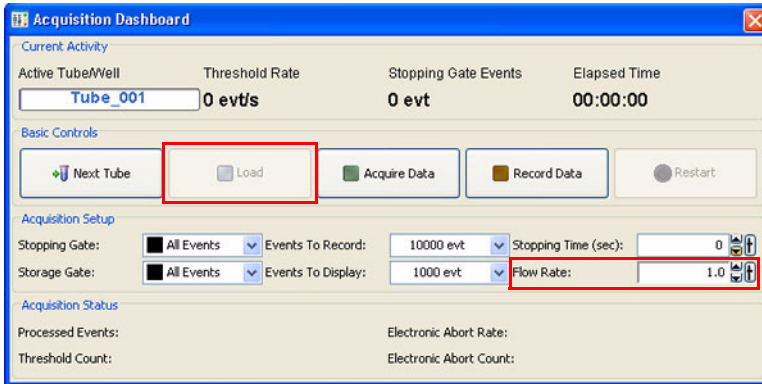 Acquisition Dashboard
Current Activity
Active Tube/Well Threshold Rate Stopping Gate Events Elapsed Time
Tube_001 0 evt/s 0 evt 00:00:00
Basic Controls
Next Tube Load Acquire Data Record Data Restart
Acquisition Setup
Stopping Gate: All Events Events To Record: 10000 evt Stopping Time (sec): 0
Storage Gate: All Events Events To Display: 1000 evt Flow Rate: 1.0
Acquisition Status
Processed Events: Electronic Abort Rate:
Threshold Count: Electronic Abort Count: